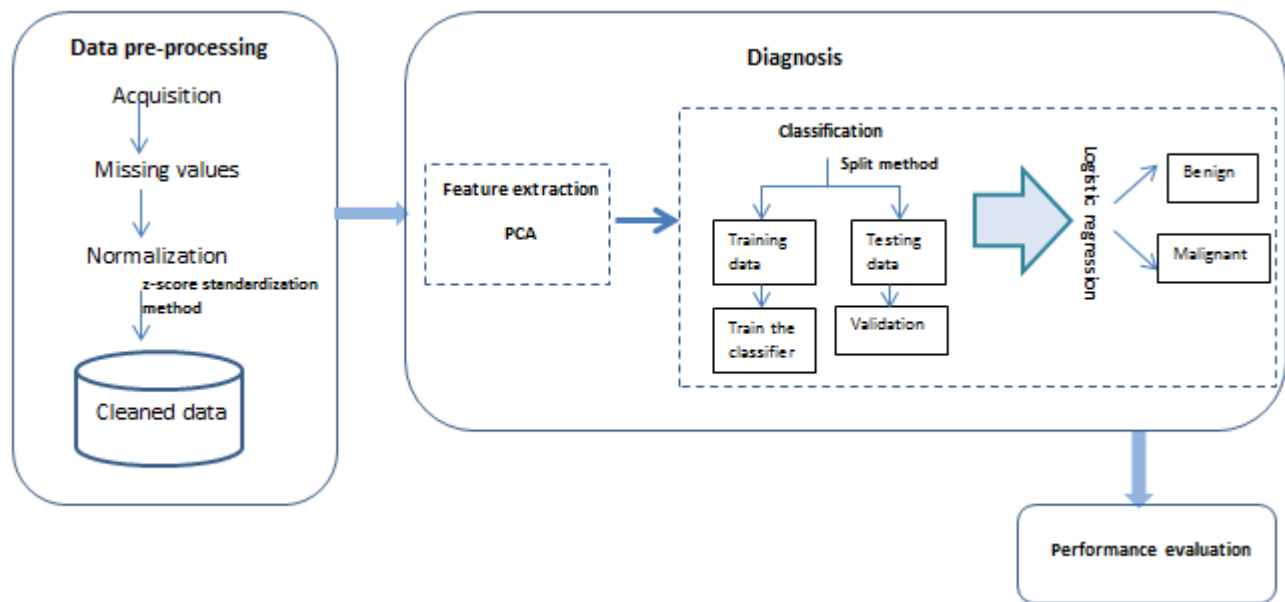 Data pre-processing
Acquisition
Missing values
Normalization
z-score standardization
method
Cleaned data
Diagnosis
Feature extraction
PCA
Classification
Split method
Training
data
Testing
data
Train the
classifier
Validation
Logistic regression
Benign
Malignant
Performance evaluation